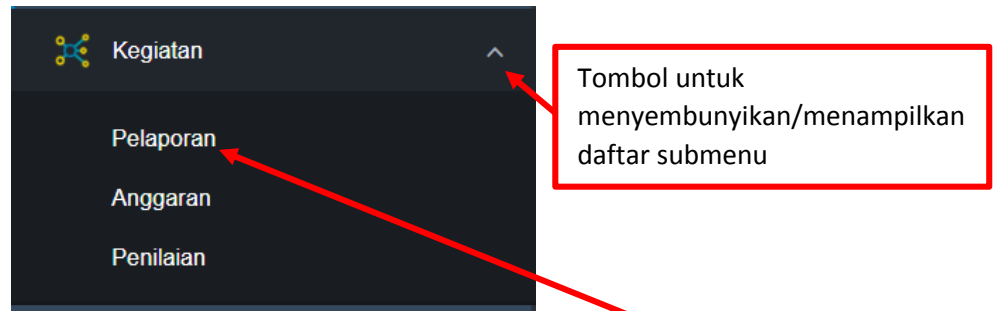 Kegiatan
Tombol untuk
menyembunyikan/menampilkan
daftar submenu
Pelaporan
Anggaran
Penilaian